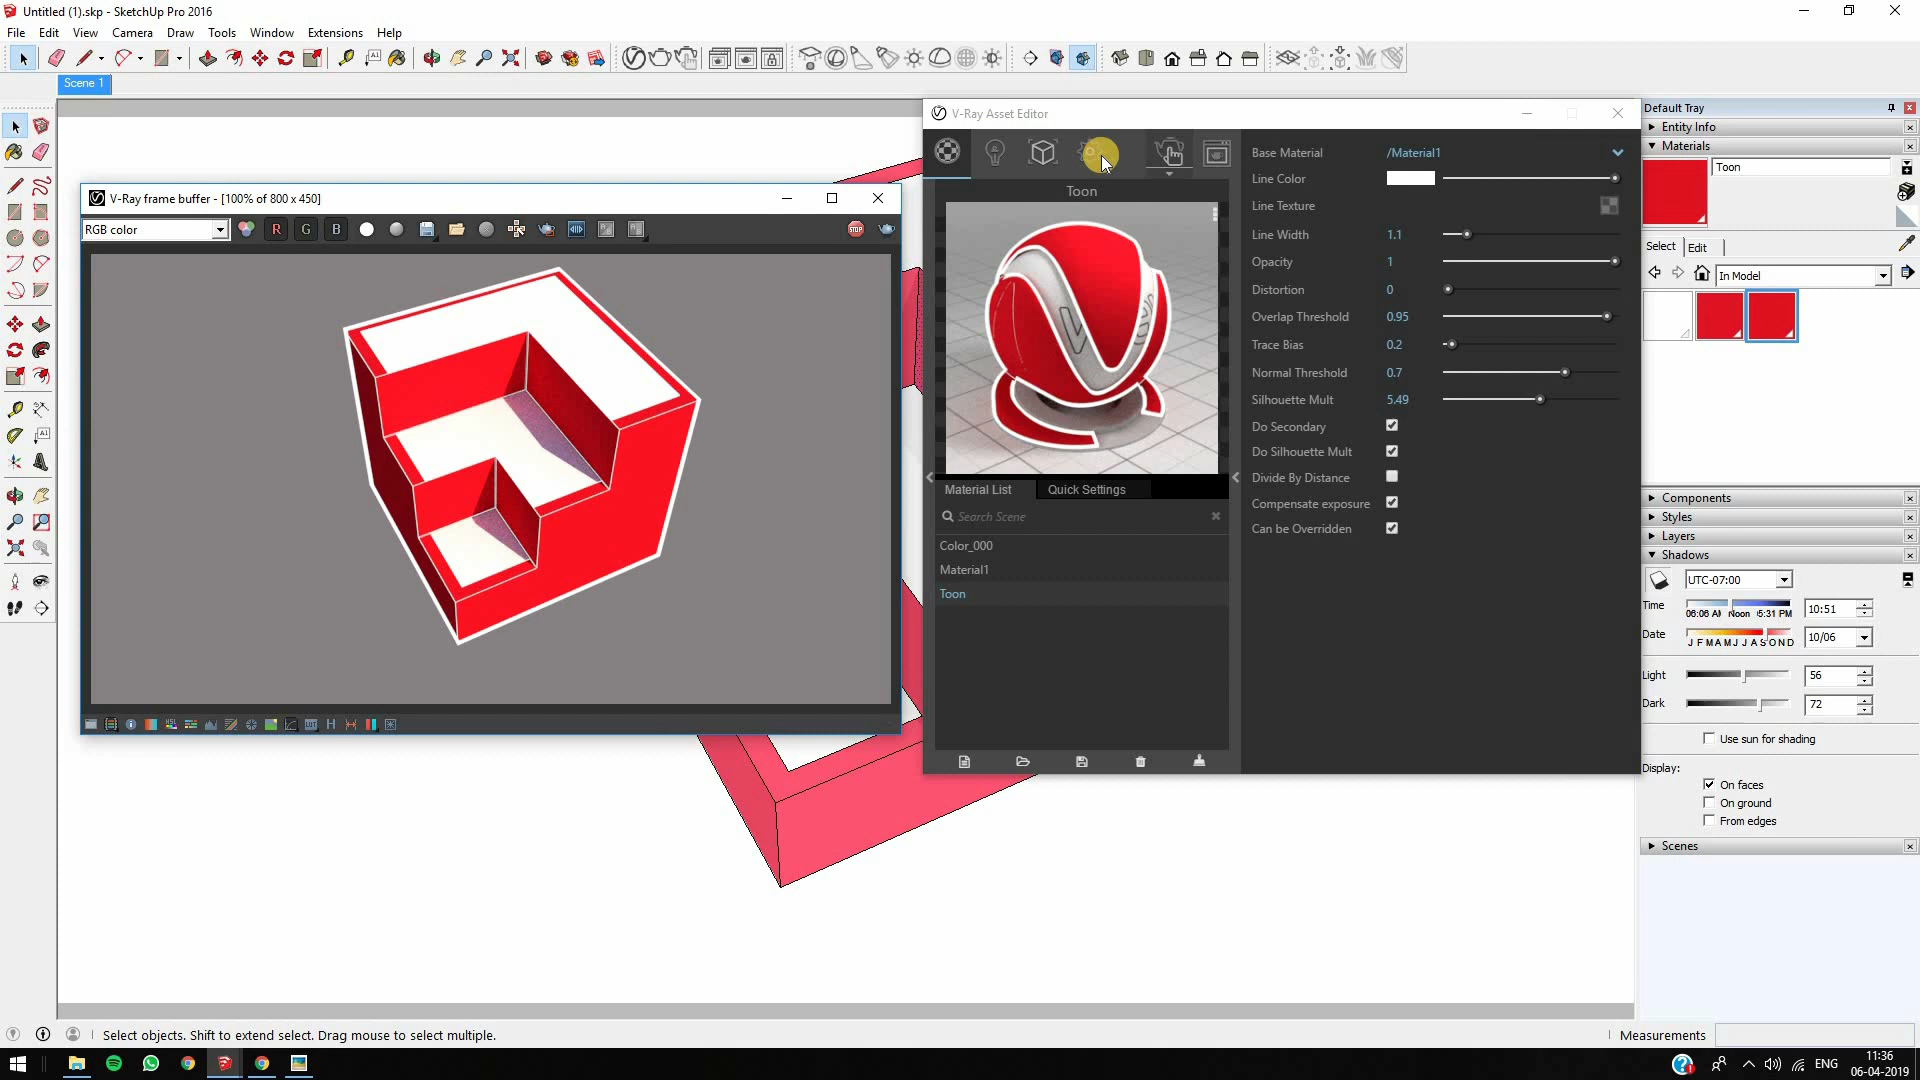 Untitled (1).skp - SketchUp Pro 2016
File Edit View Camera Draw Tools Window Extensions Help
Scene 1
V-Ray frame buffer - [100% of 800 x 450]
RGB color
R G B
STOP
V-Ray Asset Editor
Toon
Material List
Quick Settings
Search Scene
Color_000
Material1
Toon
Base Material /Material1
Line Color
Line Texture
Line Width 1.1
Opacity 1
Distortion 0
Overlap Threshold 0.95
Trace Bias 0.2
Normal Threshold 0.7
Silhouette Mult 5.49
Do Secondary
Do Silhouette Mult
Divide By Distance
Compensate exposure
Can be Overridden
Default Tray
Entity Info
Materials
Toon
Select Edit
In Model
Components
Styles
Layers
Shadows
UTC-07:00
Time 10:51
06:06 AM Noon 05:31 PM
Date 10/06
J F M A M J J A S O N D
Light 56
Dark 72
Use sun for shading
Display:
On faces
On ground
From edges
Scenes
Select objects. Shift to extend select. Drag mouse to select multiple.
Measurements
ENG
11:36
06-04-2019